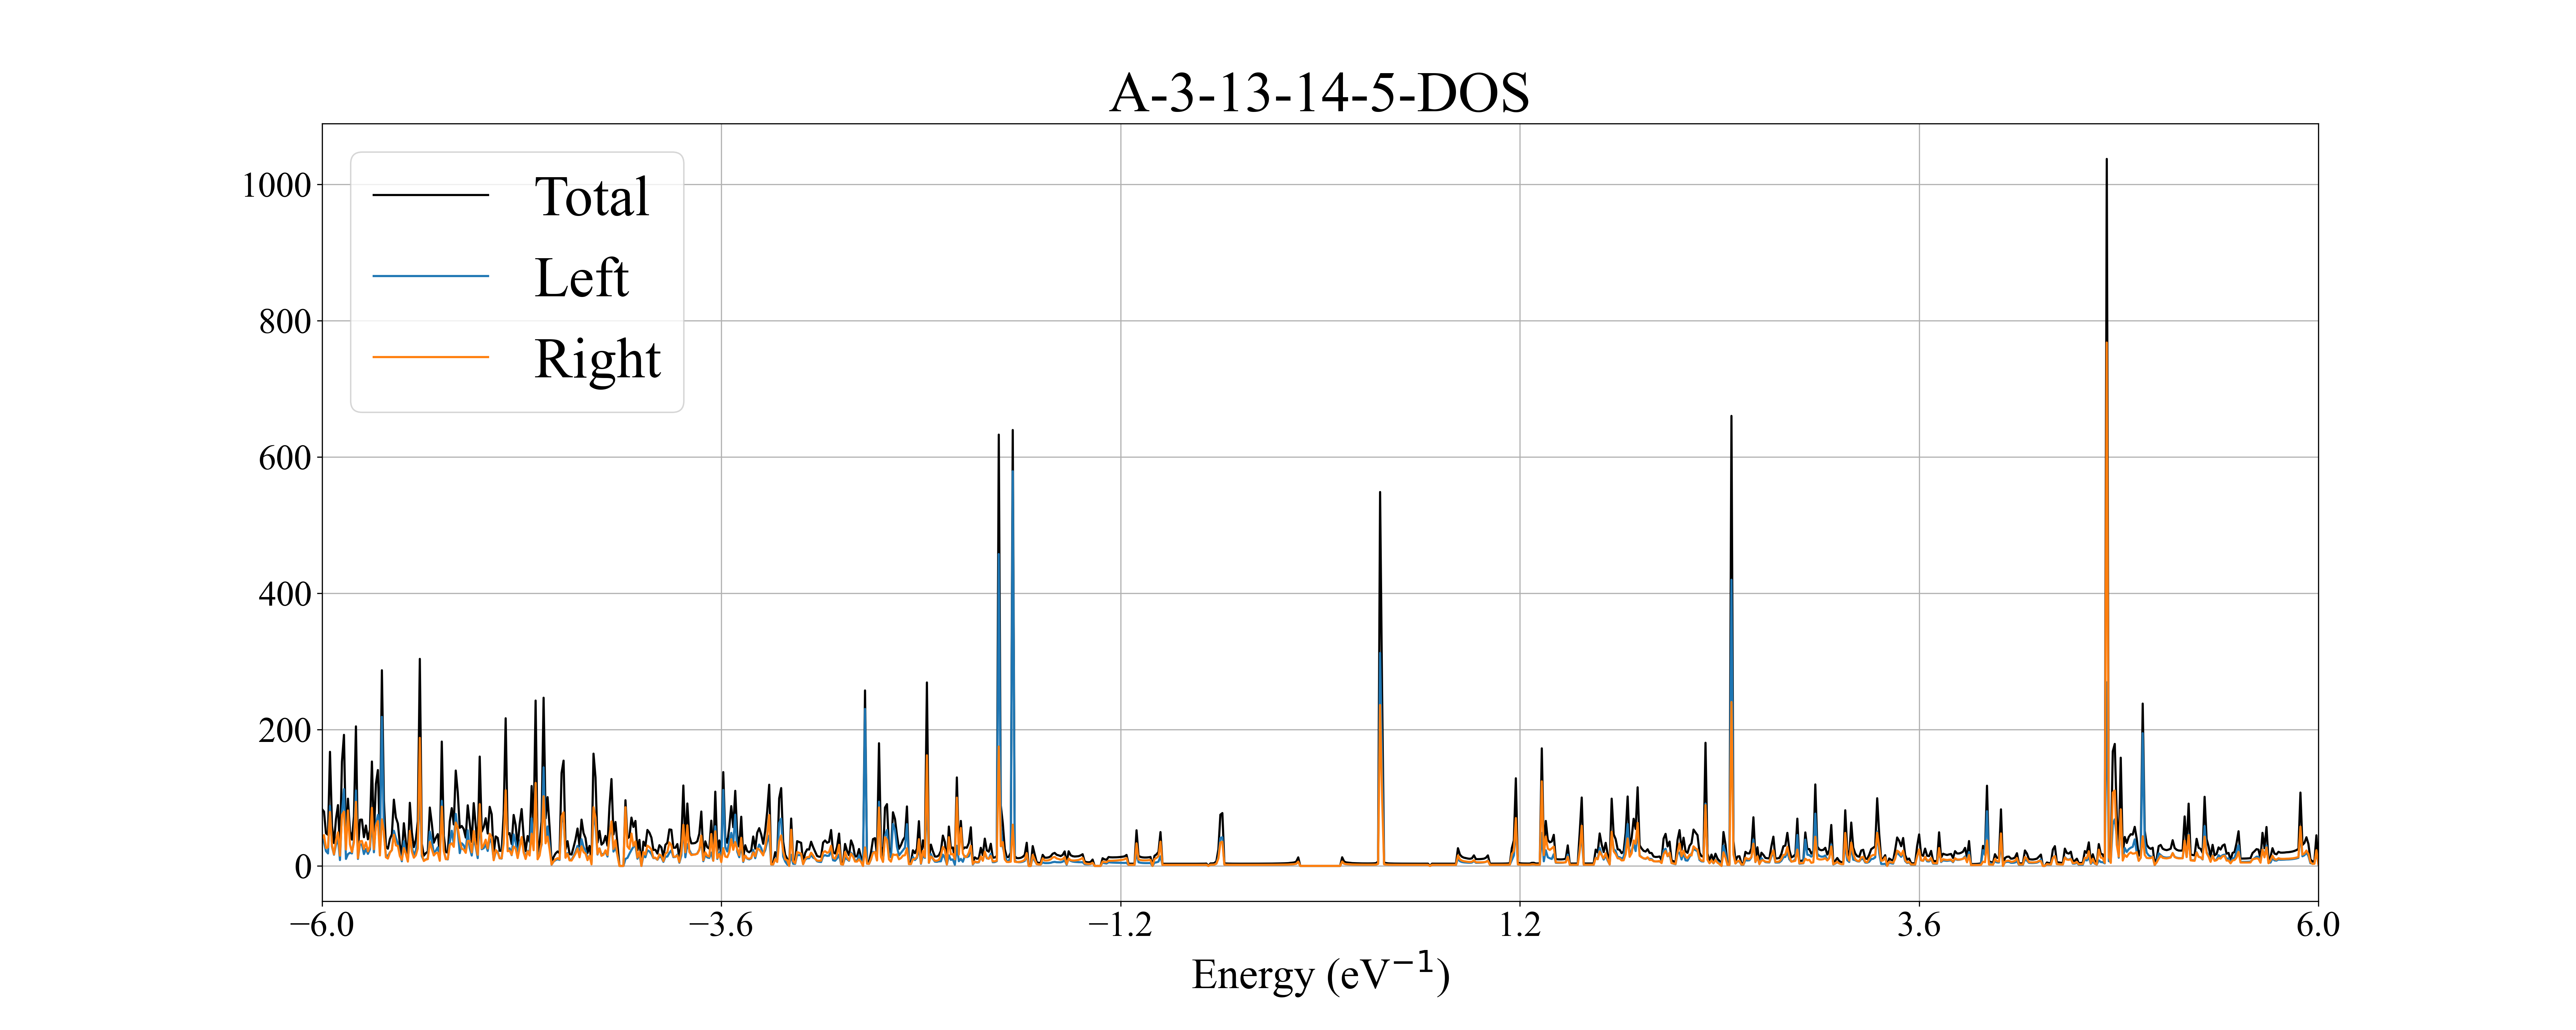 A-3-13-14-5-DOS
Total
Left
Right
1000
800
600
400
200
0
−6.0 −3.6 −1.2 1.2 3.6 6.0
Energy (eV⁻¹)